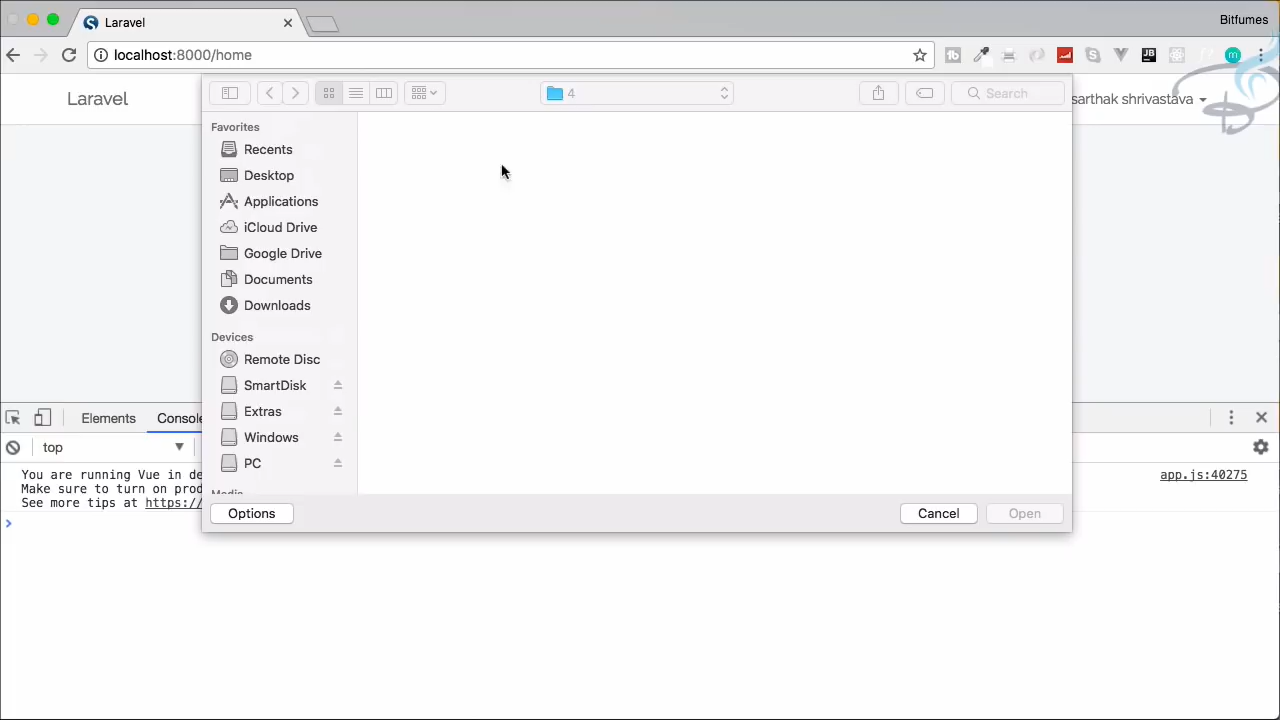 Laravel
Bitfumes
localhost:8000/home
Laravel
4
Search
sarthak shrivastava
Favorites
Recents
Desktop
Applications
iCloud Drive
Google Drive
Documents
Downloads
Devices
Remote Disc
SmartDisk
Extras
Windows
PC
Media
Options
Cancel
Open
Elements
Console
top
You are running Vue in de
Make sure to turn on prod
See more tips at https://
app.js:40275